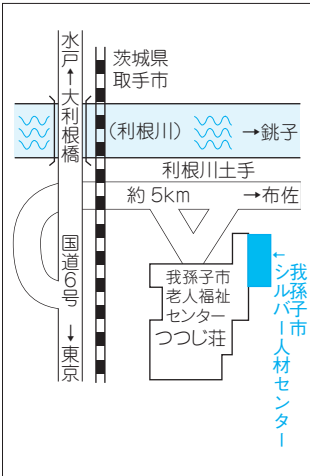 水戸←大利根橋
茨城県
取手市
（利根川）
→銚子
利根川土手
約5km
→布佐
国道6号
→東京
我孫子市
老人福祉
センター
つつじ荘
我孫子市
←シルバー人材センター